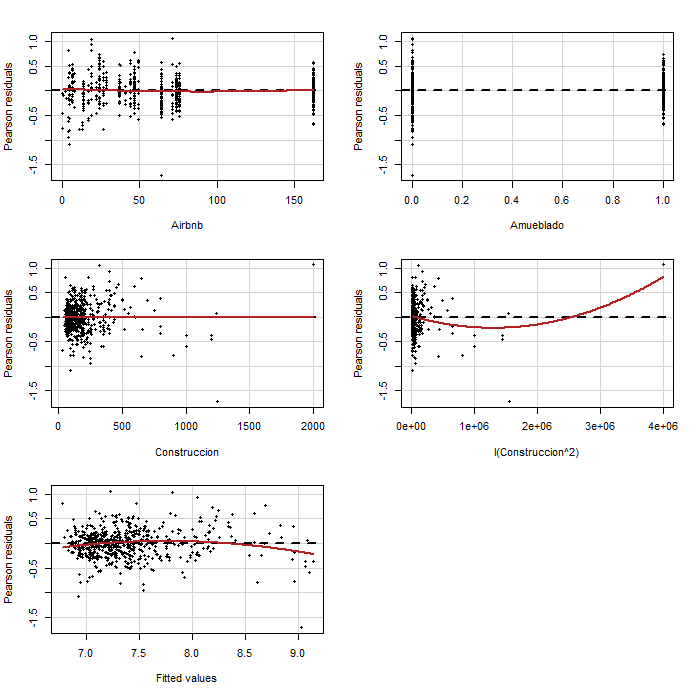 Pearson residuals
1.0
0.5
-0.5
-1.5
0
50
100
150
Airbnb
Pearson residuals
1.0
0.5
-0.5
-1.5
0.0
0.2
0.4
0.6
0.8
1.0
Amueblado
Pearson residuals
1.0
0.5
-0.5
-1.5
0
500
1000
1500
2000
Construccion
Pearson residuals
1.0
0.5
-0.5
-1.5
0e+00
1e+06
2e+06
3e+06
4e+06
I(Construccion^2)
Pearson residuals
1.0
0.5
-0.5
-1.5
7.0
7.5
8.0
8.5
9.0
Fitted values